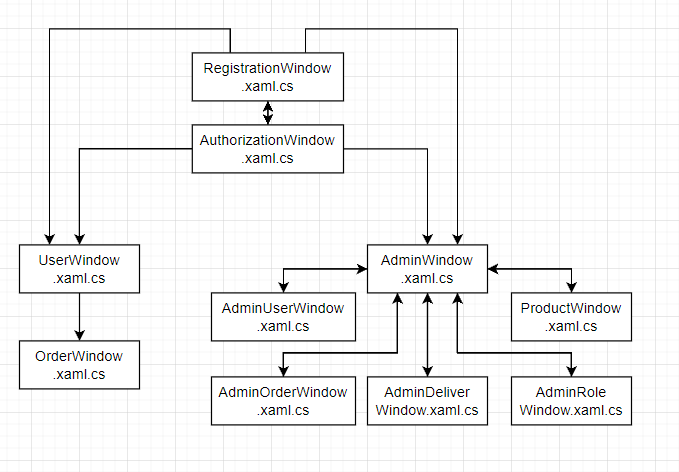 RegistrationWindow
.xaml.cs
AuthorizationWindow
.xaml.cs
UserWindow
.xaml.cs
AdminWindow
.xaml.cs
AdminUserWindow
.xaml.cs
ProductWindow
.xaml.cs
OrderWindow
.xaml.cs
AdminOrderWindow
.xaml.cs
AdminDeliver
Window.xaml.cs
AdminRole
Window.xaml.cs